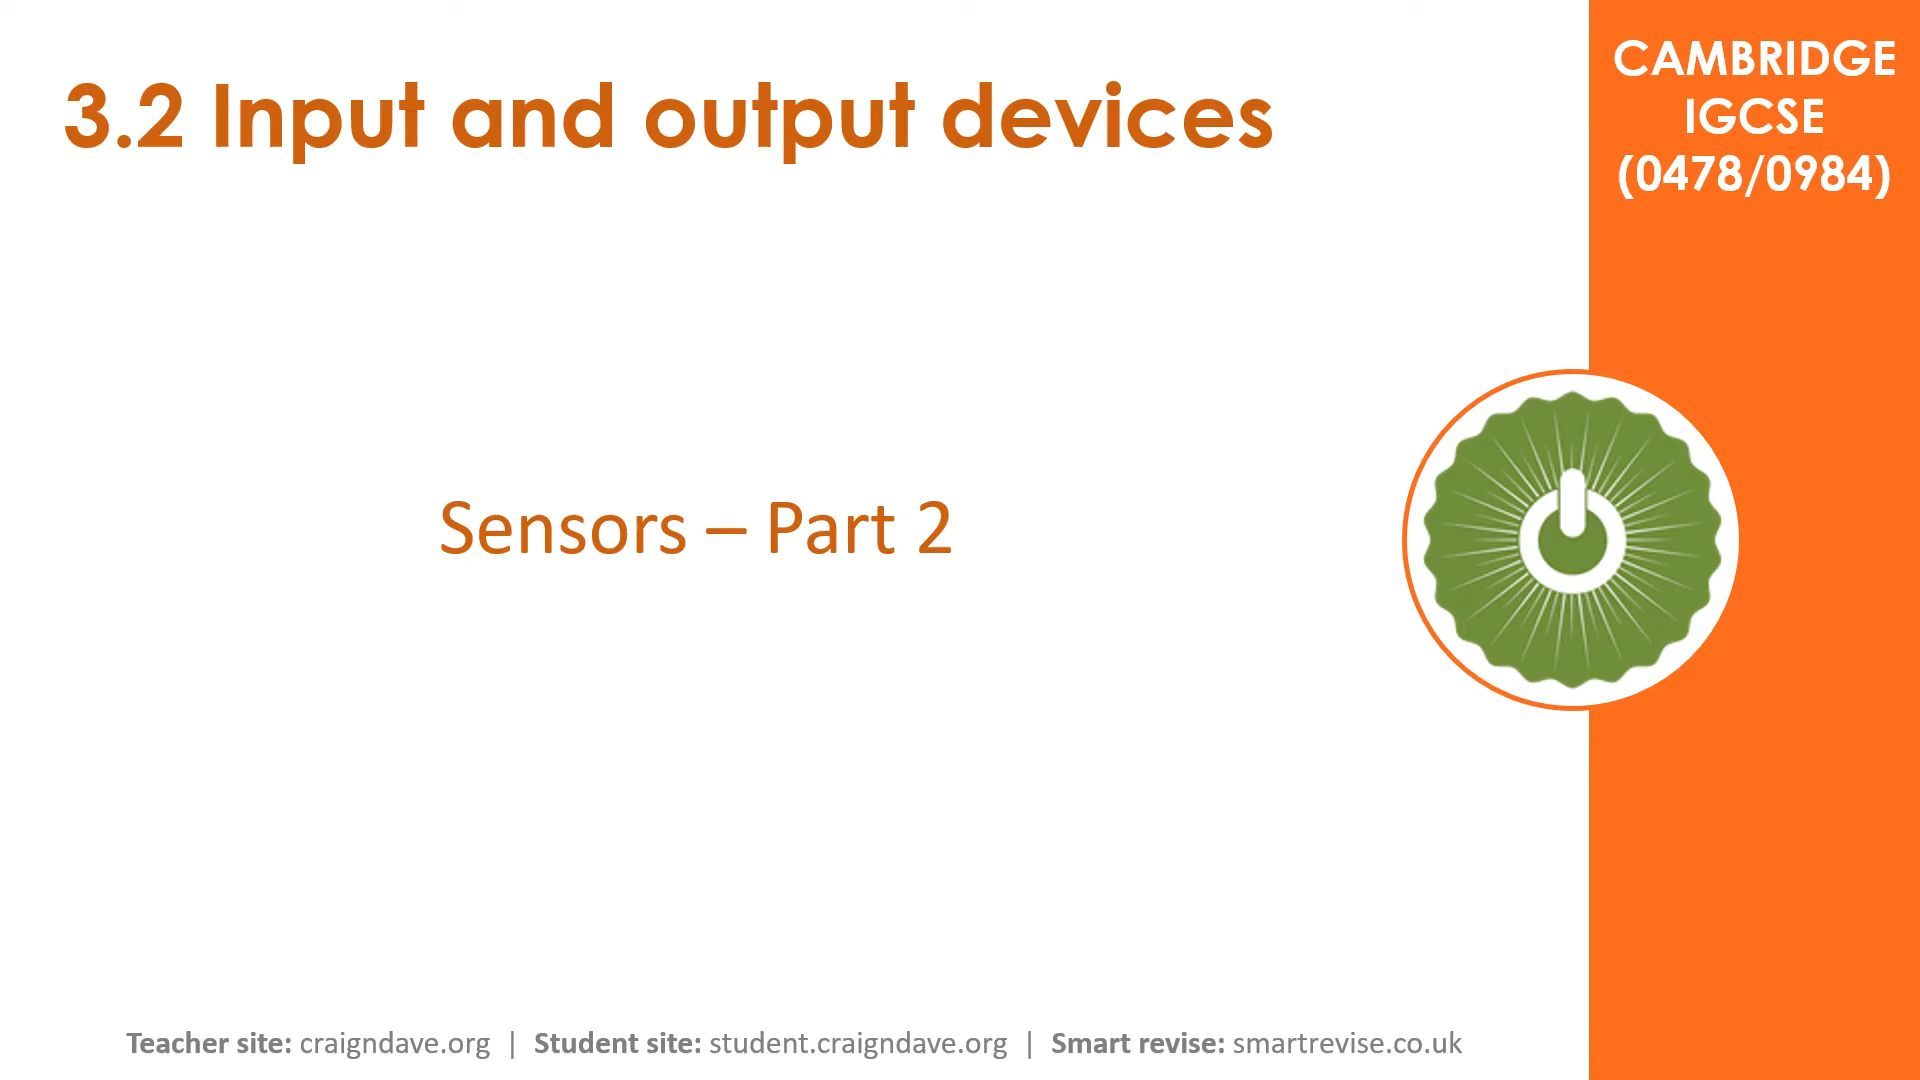 3.2 Input and output devices
CAMBRIDGE
IGCSE
(0478/0984)
Sensors – Part 2
Teacher site: craigndave.org | Student site: student.craigndave.org | Smart revise: smartrevise.co.uk